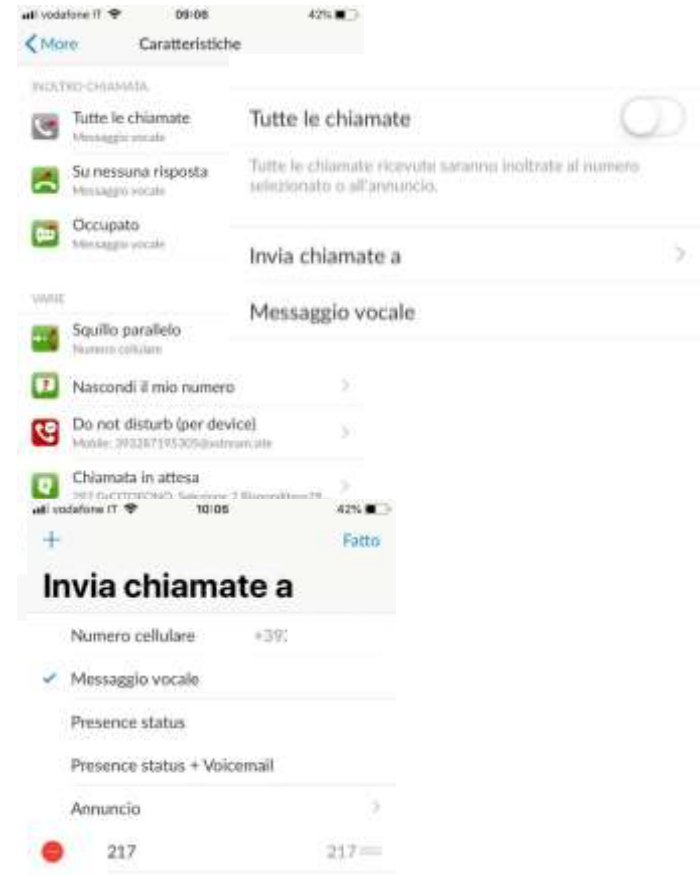 vodafone IT 09:06 42%
More Caratteristiche
INOLTRO CHIAMATA
Tutte le chiamate
Messaggio vocale
Su nessuna risposta
Messaggio vocale
Occupato
Messaggio vocale
VARIE
Squillo parallelo
Numero cellulare
Nascondi il mio numero
Do not disturb (per device)
Mobile:
Chiamata in attesa
Tutte le chiamate
Tutte le chiamate ricevute saranno inoltrate al numero
selezionato o all'annuncio.
Invia chiamate a
Messaggio vocale
vodafone IT 10:06 42%
+ Fatto
Invia chiamate a
Numero cellulare +39
Messaggio vocale
Presence status
Presence status + Voicemail
Annuncio
217 217